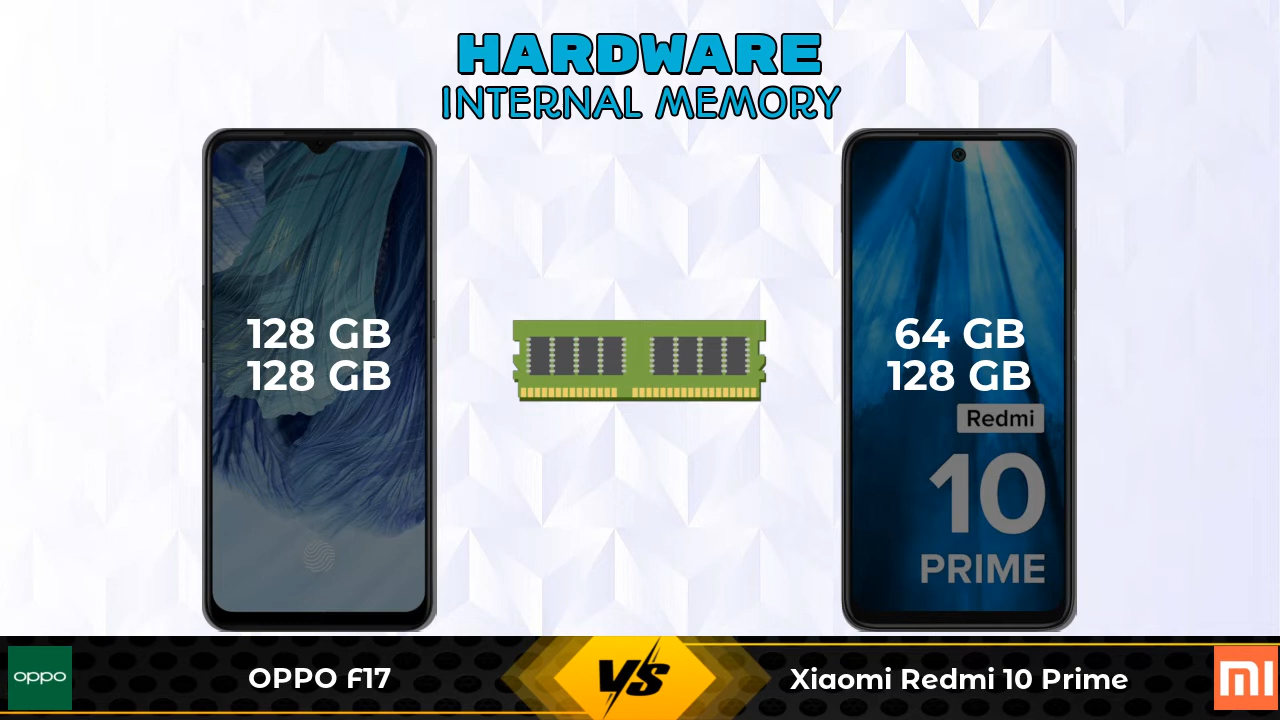 HARDWARE
INTERNAL MEMORY
128 GB
128 GB
64 GB
128 GB
Redmi
10
PRIME
oppo
OPPO F17
VS
Xiaomi Redmi 10 Prime
MI